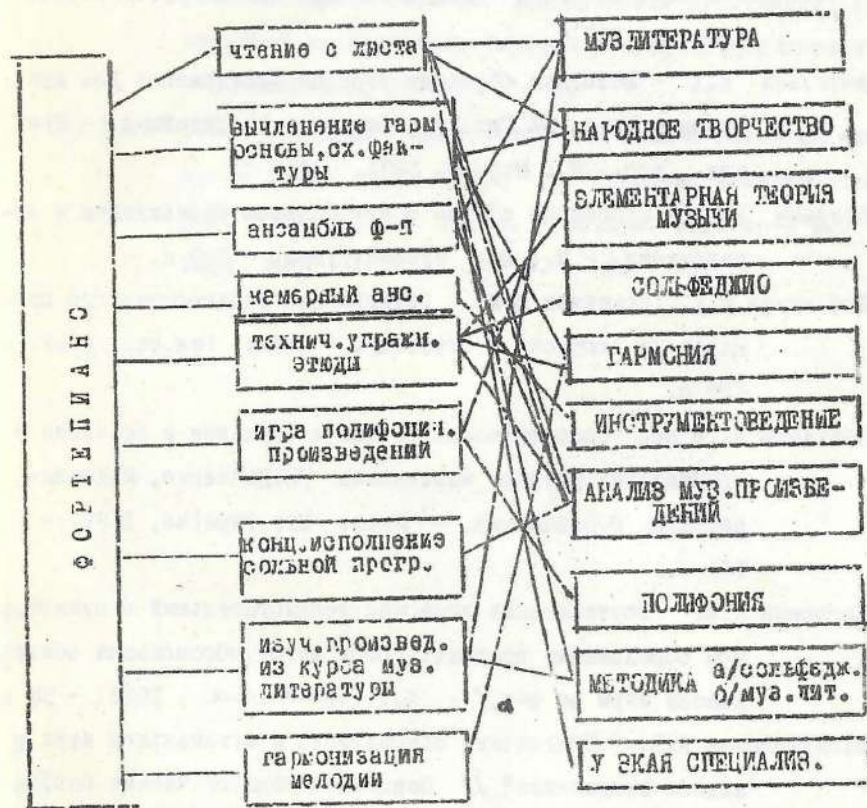 ФОРТЕПИАНО
чтение с листа
вычленение гарм.
основы, сх. фак-
туры
ансамбль ф-п
камерный анс.
технич. упражн.
этюды
игра полифонич.
произведений
конц. исполнение
сольной прогр.
изуч. произвед.
из курса муз.
литературы
гармонизация
мелодии
МУЗЛИТЕРАТУРА
НАРОДНОЕ ТВОРЧЕСТВО
ЭЛЕМЕНТАРНАЯ ТЕОРИЯ
МУЗЫКИ
СОЛЬФЕДЖИО
ГАРМОНИЯ
ИНСТРУМЕНТОВЕДЕНИЕ
АНАЛИЗ МУЗ. ПРОИЗВЕ-
ДЕНИЙ
ПОЛИФОНИЯ
МЕТОДИКА а/сольфедж.
б/муз. лит.
УЗКАЯ СПЕЦИАЛИЗ.